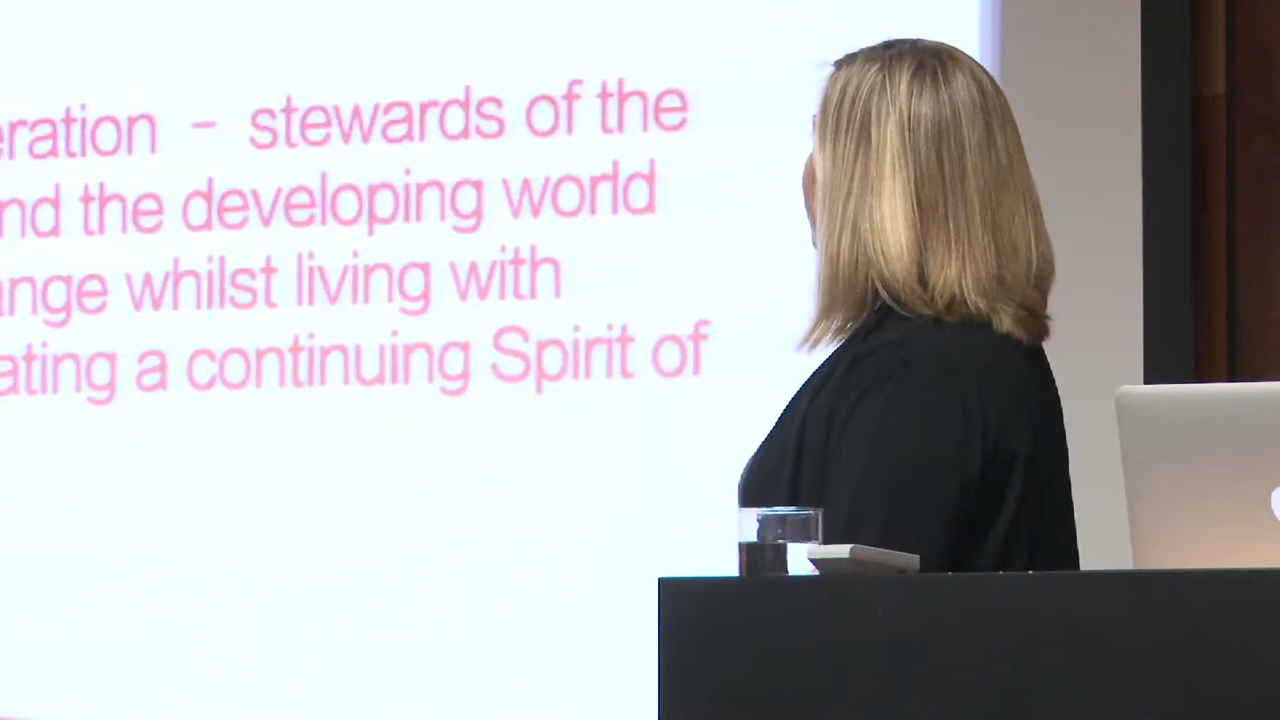 eration – stewards of the
nd the developing world
ange whilst living with
ating a continuing Spirit of